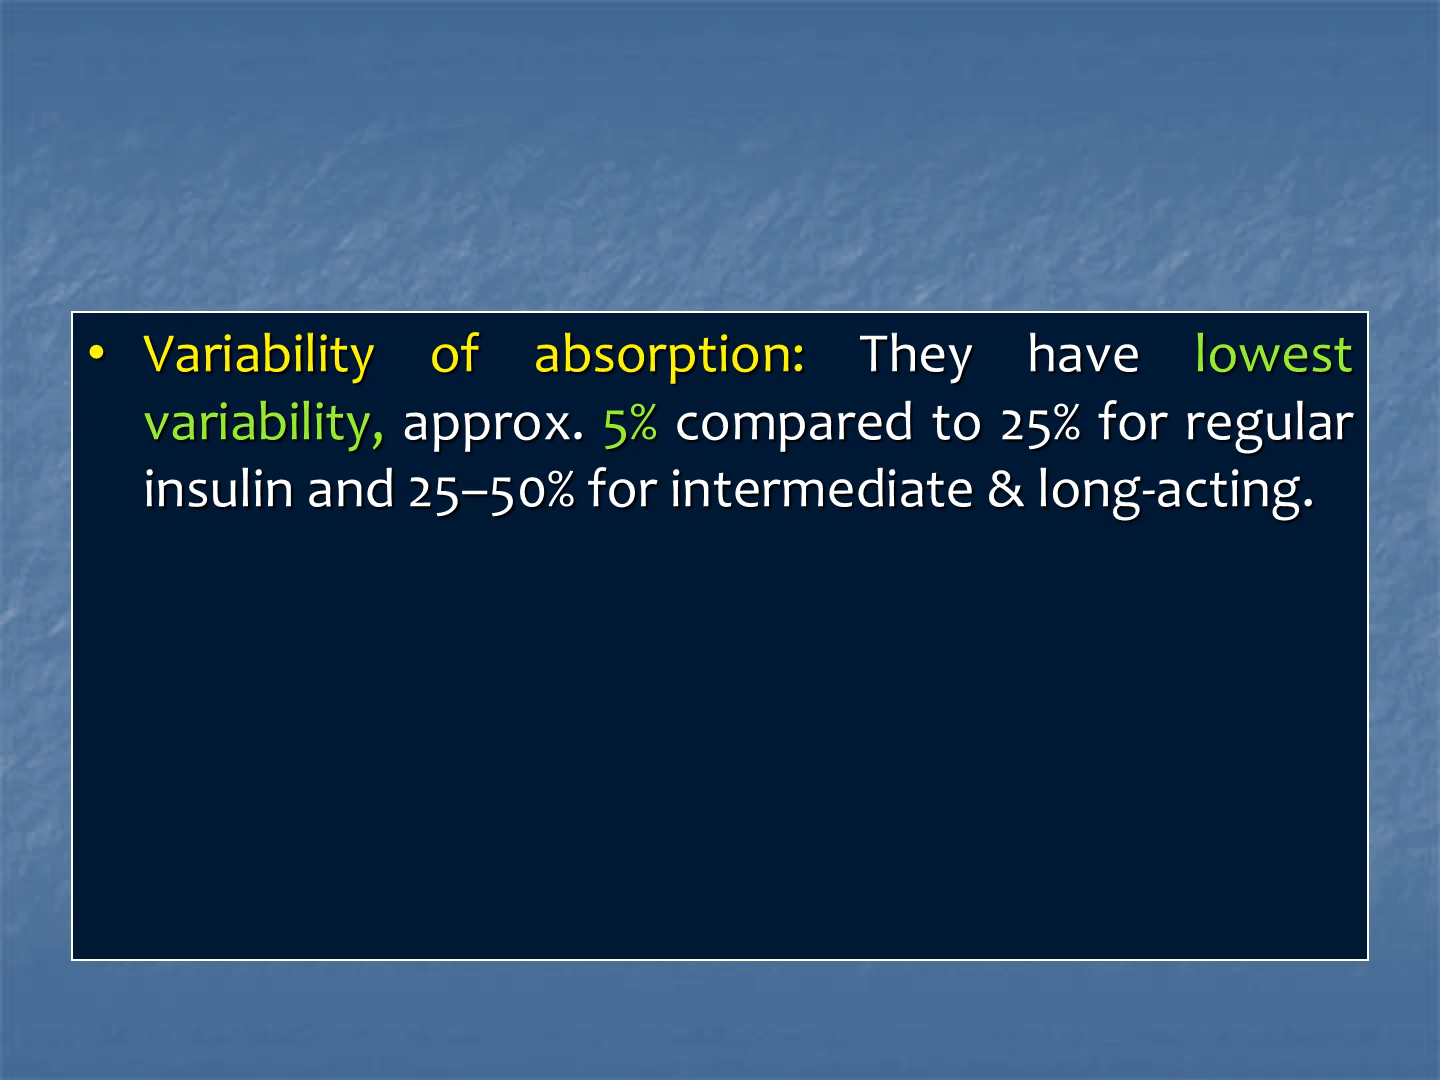 • Variability of absorption: They have lowest
variability, approx. 5% compared to 25% for regular
insulin and 25–50% for intermediate & long-acting.